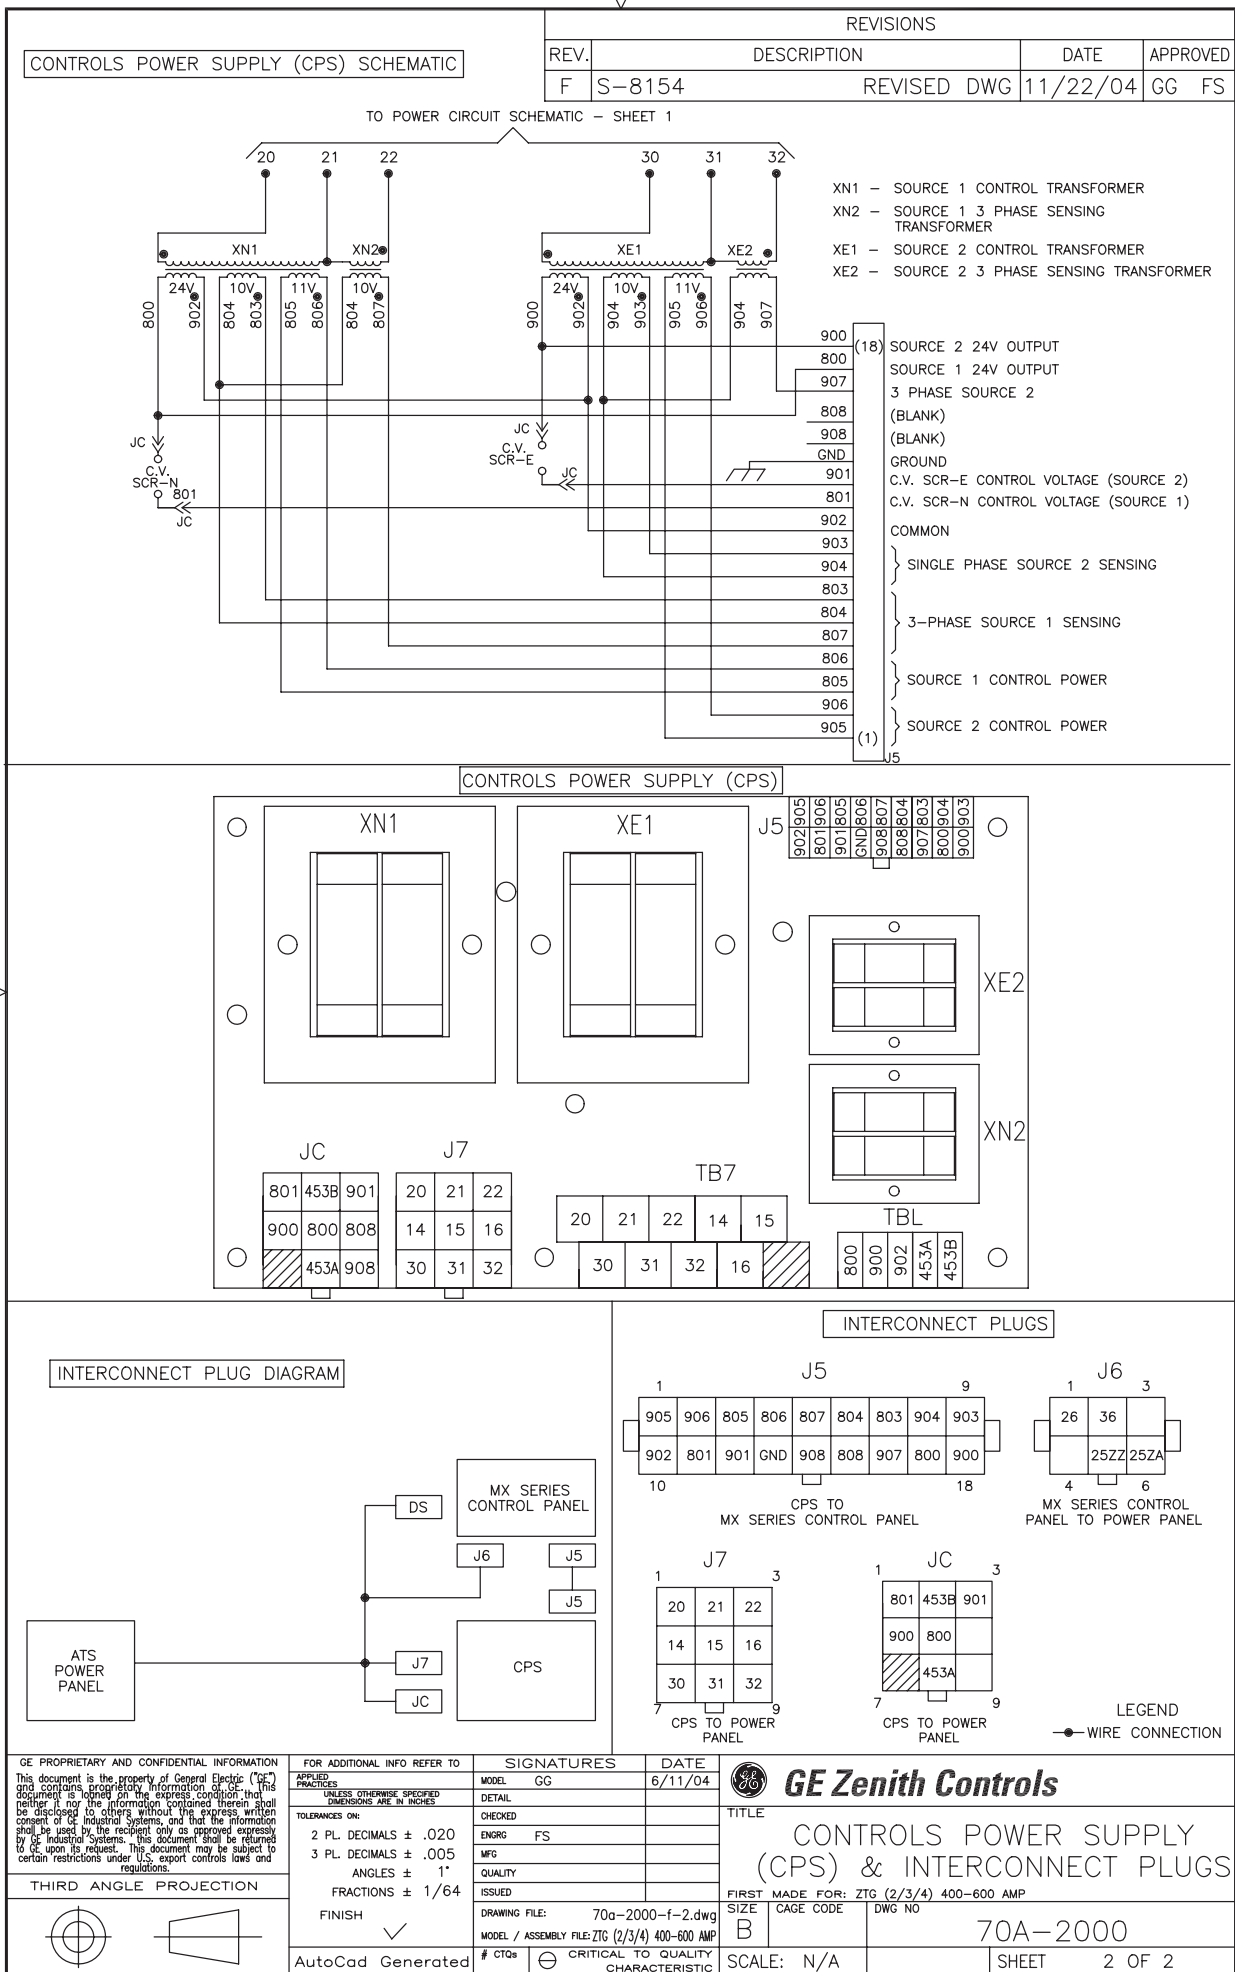 REVISIONS
REV. DESCRIPTION DATE APPROVED
F S-8154 REVISED DWG 11/22/04 GG FS
CONTROLS POWER SUPPLY (CPS) SCHEMATIC
TO POWER CIRCUIT SCHEMATIC - SHEET 1
20 21 22 30 31 32
XN1 - SOURCE 1 CONTROL TRANSFORMER
XN2 - SOURCE 1 3 PHASE SENSING
TRANSFORMER
XE1 - SOURCE 2 CONTROL TRANSFORMER
XE2 - SOURCE 2 3 PHASE SENSING TRANSFORMER
XN1 XN2 XE1 XE2
24V 10V 11V 10V 24V 10V 11V
800 902 804 803 805 806 804 807 900 902 904 903 905 906 904 907
900 (18) SOURCE 2 24V OUTPUT
800 SOURCE 1 24V OUTPUT
907 3 PHASE SOURCE 2
808 (BLANK)
908 (BLANK)
GND GROUND
901 C.V. SCR-E CONTROL VOLTAGE (SOURCE 2)
801 C.V. SCR-N CONTROL VOLTAGE (SOURCE 1)
902 COMMON
903
904 SINGLE PHASE SOURCE 2 SENSING
803
804 3-PHASE SOURCE 1 SENSING
807
806
805 SOURCE 1 CONTROL POWER
906
905 SOURCE 2 CONTROL POWER
(1)
J5
JC
C.V.
SCR-N
801
JC
JC
C.V.
SCR-E
JC
CONTROLS POWER SUPPLY (CPS)
XN1 XE1 J5
905 906 805 806 807 804 803 904 903
902 801 901 GND 908 808 907 800 900
XE2
XN2
JC
801 453B 901
900 800 808
453A 908
J7
20 21 22
14 15 16
30 31 32
TB7
20 21 22 14 15
30 31 32 16
TBL
800 900 902 453A 453B
INTERCONNECT PLUG DIAGRAM
MX SERIES
CONTROL PANEL
DS
J6 J5
J5
ATS
POWER
PANEL
J7
JC
CPS
INTERCONNECT PLUGS
J5
1 9
905 906 805 806 807 804 803 904 903
902 801 901 GND 908 808 907 800 900
10 18
CPS TO
MX SERIES CONTROL PANEL
J6
1 3
26 36
25ZZ 25ZA
4 6
MX SERIES CONTROL
PANEL TO POWER PANEL
J7
1 3
20 21 22
14 15 16
30 31 32
7 9
CPS TO POWER
PANEL
JC
1 3
801 453B 901
900 800
453A
7 9
CPS TO POWER
PANEL
LEGEND
WIRE CONNECTION
GE PROPRIETARY AND CONFIDENTIAL INFORMATION
This document is the property of General Electric ("GE")
and contains proprietary information of GE. This
document is loaned on the express condition that
neither it nor the information contained therein shall
be disclosed to others without the express written
consent of GE Industrial Systems, and that the information
shall be used by the recipient only as approved expressly
by GE Industrial Systems. this document shall be returned
to GE upon its request. This document may be subject to
certain restrictions under U.S. export controls laws and
regulations.
THIRD ANGLE PROJECTION
FOR ADDITIONAL INFO REFER TO
APPLIED
PRACTICES
UNLESS OTHERWISE SPECIFIED
DIMENSIONS ARE IN INCHES
TOLERANCES ON:
2 PL. DECIMALS ± .020
3 PL. DECIMALS ± .005
ANGLES ± 1°
FRACTIONS ± 1/64
FINISH
AutoCad Generated
SIGNATURES DATE
MODEL GG 6/11/04
DETAIL
CHECKED
ENGRG FS
MFG
QUALITY
ISSUED
DRAWING FILE: 70a-2000-f-2.dwg
MODEL / ASSEMBLY FILE: ZTG (2/3/4) 400-600 AMP
# CTQs CRITICAL TO QUALITY
CHARACTERISTIC
GE Zenith Controls
TITLE
CONTROLS POWER SUPPLY
(CPS) & INTERCONNECT PLUGS
FIRST MADE FOR: ZTG (2/3/4) 400-600 AMP
SIZE CAGE CODE DWG NO
B 70A-2000
SCALE: N/A SHEET 2 OF 2